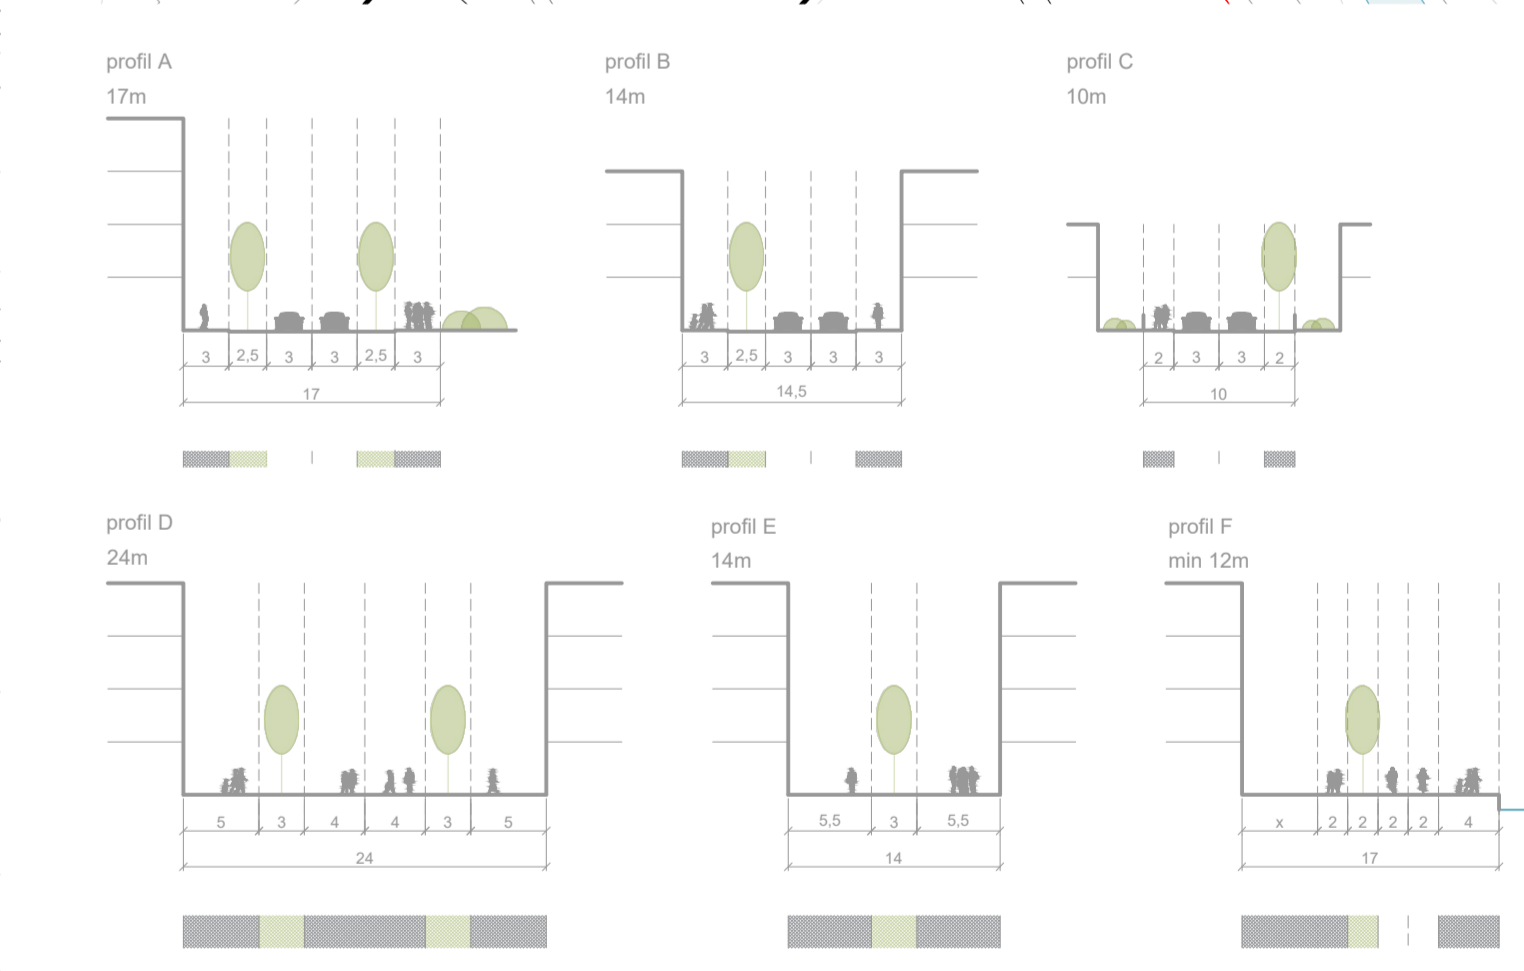 profil A
17m
profil B
14m
profil C
10m
3 2,5 3 3 2,5 3
17
3 2,5 3 3 3
14,5
2 3 3 2
10
profil D
24m
profil E
14m
profil F
min 12m
5 3 4 4 3 5
24
5,5 3 5,5
14
x 2 2 2 2 4
17